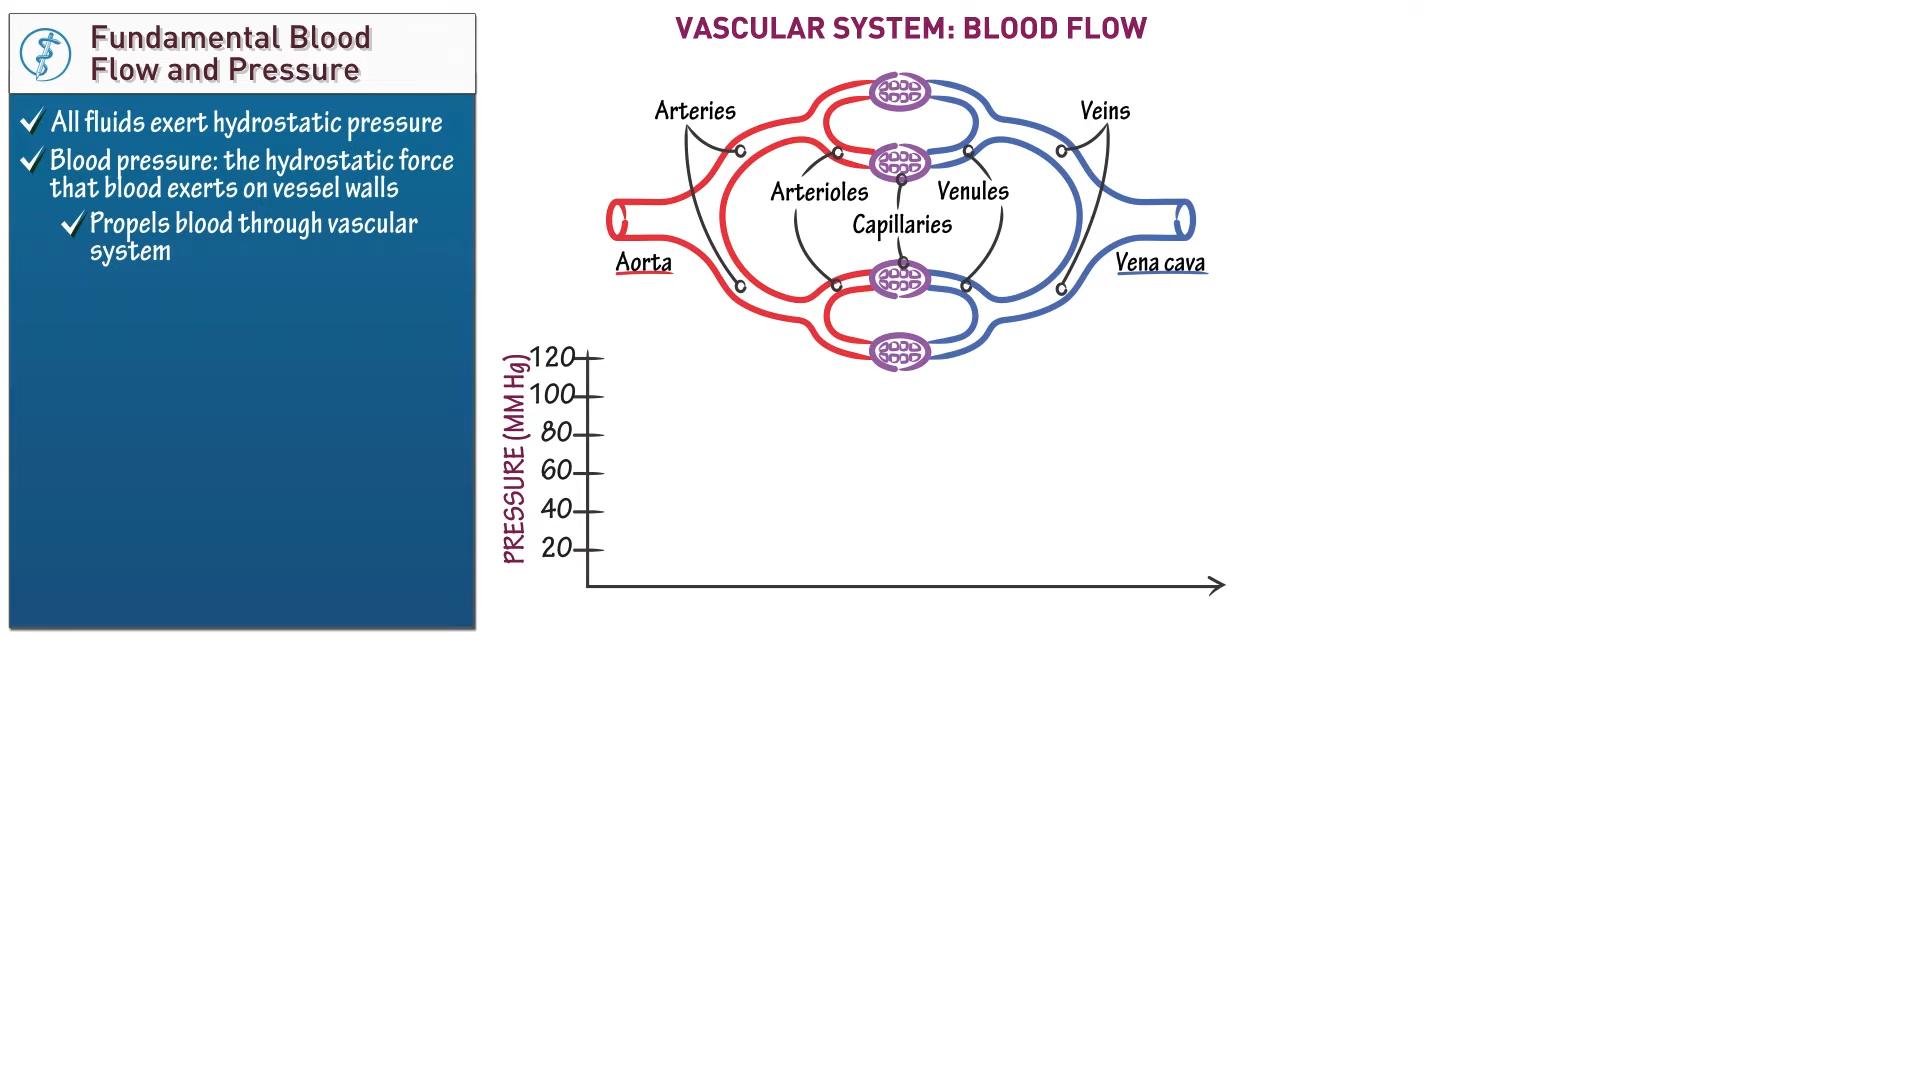 Fundamental Blood
Flow and Pressure
All fluids exert hydrostatic pressure
Blood pressure: the hydrostatic force
that blood exerts on vessel walls
Propels blood through vascular
system
VASCULAR SYSTEM: BLOOD FLOW
Arteries
Veins
Arterioles
Venules
Capillaries
Aorta
Vena cava
PRESSURE (MM Hg)
120
100
80
60
40
20